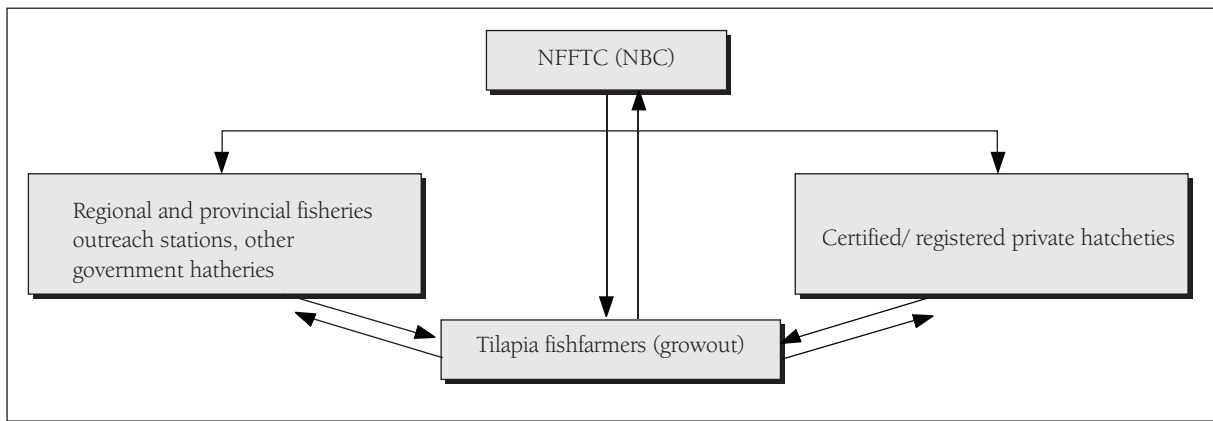 NFFTC (NBC)
Regional and provincial fisheries
outreach stations, other
government hatheries
Certified/ registered private hatcheties
Tilapia fishfarmers (growout)